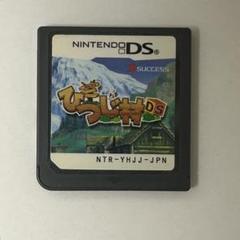 NINTENDO DS
SUCCESS
ひつじ村DS
NTR-YHJJ-JPN